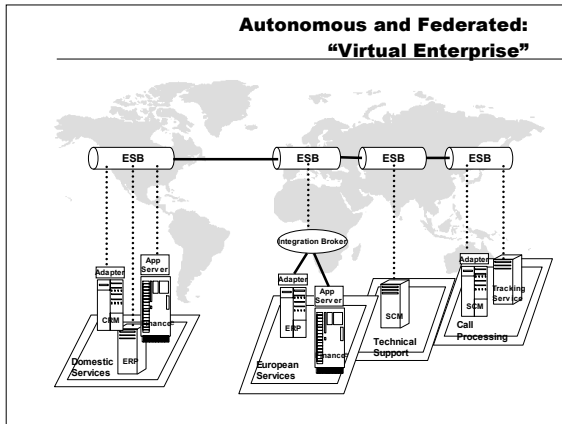 Autonomous and Federated:
“Virtual Enterprise”
ESB
ESB
ESB
ESB
Integration Broker
Adapter
App
Server
CRM
ERP
Domestic
Services
Adapter
App
Server
ERP
European
Services
SCM
Technical
Support
Adapter
SCM
Tracking
Service
Call
Processing